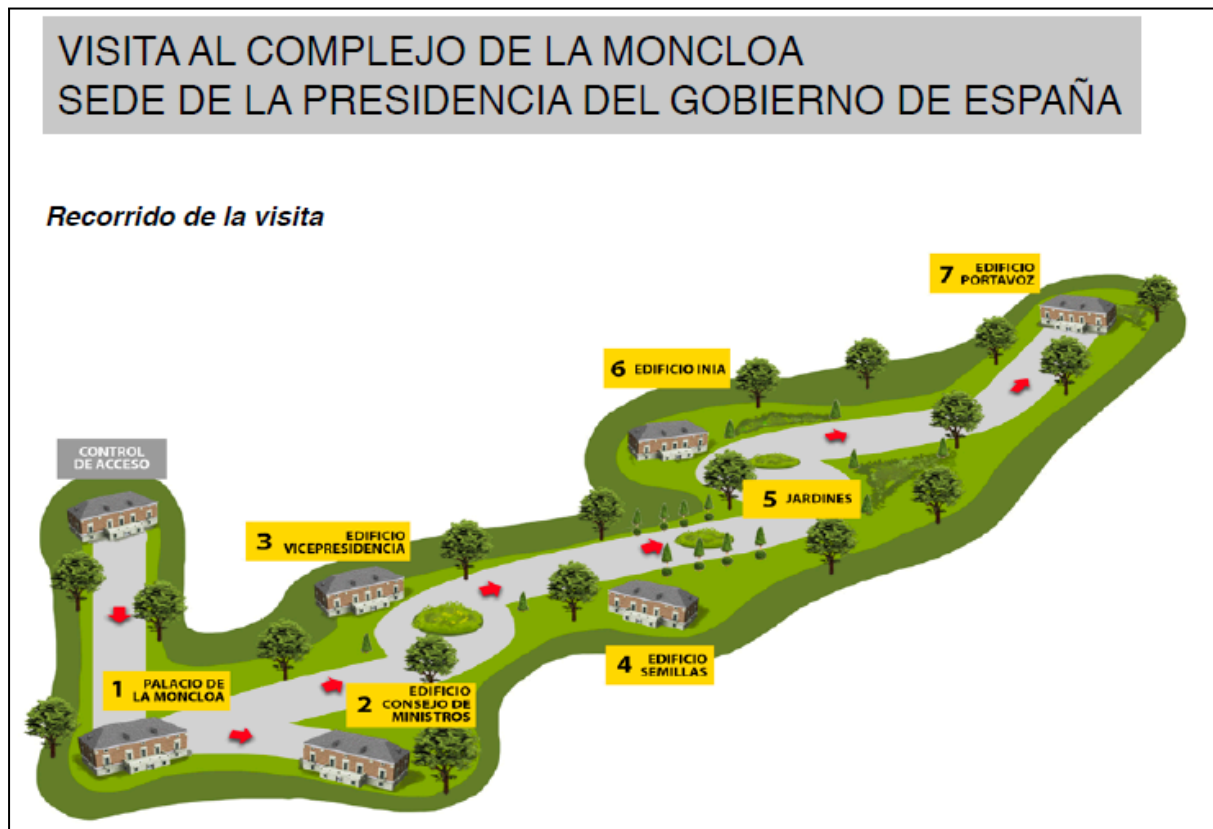 VISITA AL COMPLEJO DE LA MONCLOA
SEDE DE LA PRESIDENCIA DEL GOBIERNO DE ESPAÑA
Recorrido de la visita
7 EDIFICIO
PORTAVOZ
6 EDIFICIO INIA
CONTROL
DE ACCESO
5 JARDINES
3 EDIFICIO
VICEPRESIDENCIA
4 EDIFICIO
SEMILLAS
1 PALACIO DE
LA MONCLOA
2 EDIFICIO
CONSEJO DE
MINISTROS